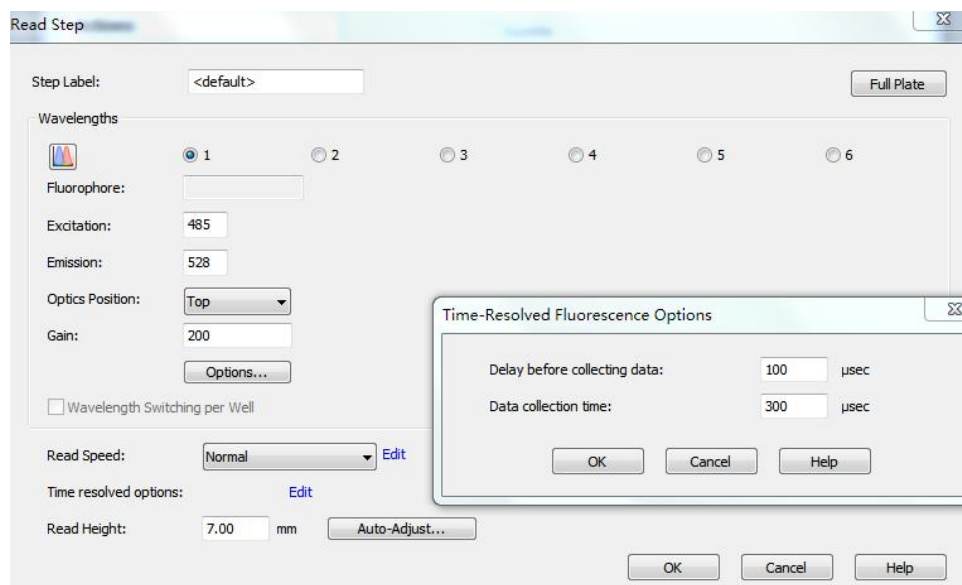 Read Step
Step Label: <default> Full Plate
Wavelengths
1 2 3 4 5 6
Fluorophore:
Excitation: 485
Emission: 528
Optics Position: Top
Gain: 200
Options...
Wavelength Switching per Well
Read Speed: Normal Edit
Time resolved options: Edit
Read Height: 7.00 mm Auto-Adjust...
OK Cancel Help
Time-Resolved Fluorescence Options
Delay before collecting data: 100 μsec
Data collection time: 300 μsec
OK Cancel Help